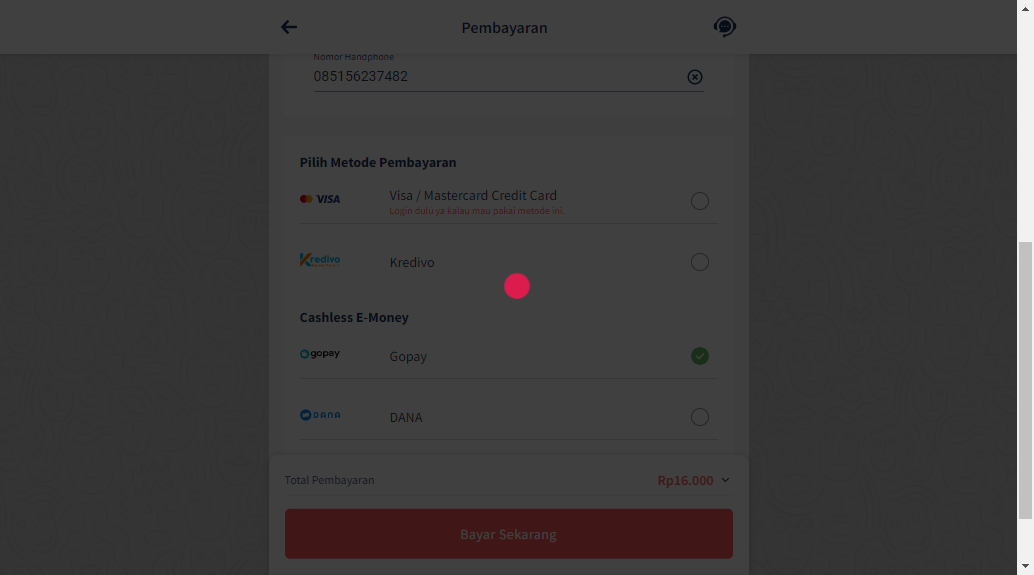 Pembayaran
Nomor Handphone
085156237482
Pilih Metode Pembayaran
VISA
Visa / Mastercard Credit Card
Login dulu ya kalau mau pakai metode ini.
Kredivo
Kredivo
Cashless E-Money
gopay
Gopay
DANA
DANA
Total Pembayaran
Rp16.000
Bayar Sekarang